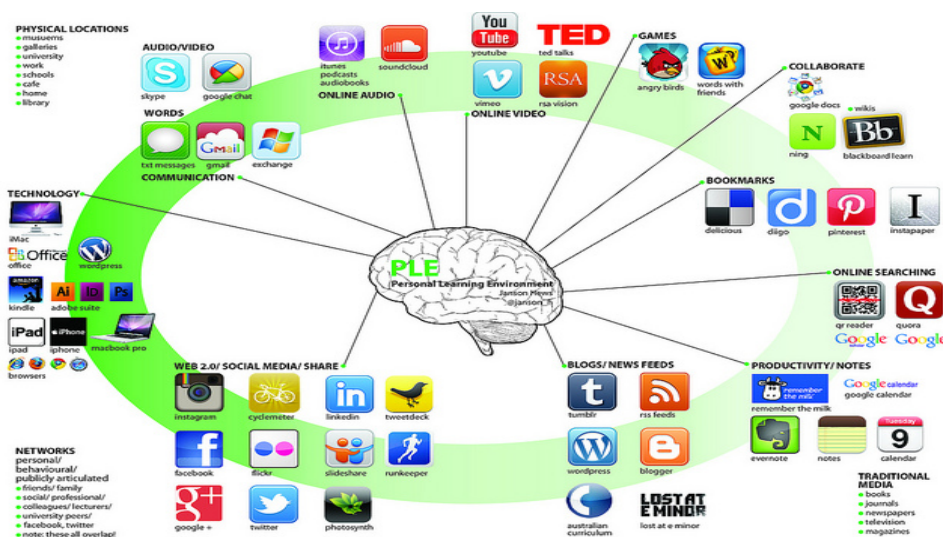 PHYSICAL LOCATIONS
musuems
galleries
university
work
schools
cafe
home
library
AUDIO/VIDEO
skype
google chat
WORDS
txt messages
Gmail
gmail
exchange
COMMUNICATION
itunes
podcasts
audiobooks
soundcloud
ONLINE AUDIO
You
Tube
youtube
TED
ted talks
vimeo
RSA
rsa vision
ONLINE VIDEO
GAMES
angry birds
W
words with
friends
COLLABORATE
google docs
wikis
N
ning
Bb
blackboard learn
BOOKMARKS
delicious
diigo
pinterest
I
instapaper
TECHNOLOGY
iMac
Office
office
wordpress
amazon
kindle
Ai
Id
Ps
adobe suite
iPad
ipad
iPhone
iphone
macbook pro
browsers
PLE
Personal Learning Environment
Janson Hews
ONLINE SEARCHING
qr reader
Q
quora
Google
Google
WEB 2.0/ SOCIAL MEDIA/ SHARE
instagram
cyclemeter
in
linkedin
tweetdeck
f
facebook
flickr
slideshare
runkeeper
g+
google +
twitter
photosynth
BLOGS/ NEWS FEEDS
t
tumblr
rss feeds
wordpress
blogger
australian
curriculum
LOST AT
E MINOR
lost at e minor
PRODUCTIVITY/ NOTES
remember
the milk
remember the milk
Google calendar
google calendar
evernote
notes
Tuesday
9
calendar
NETWORKS
personal/
behavioural/
publicly articulated
friends/ family
social/ professional/
colleagues/ lecturers/
university peers/
facebook, twitter
note: these all overlap!
TRADITIONAL
MEDIA
books
journals
newspapers
television
magazines